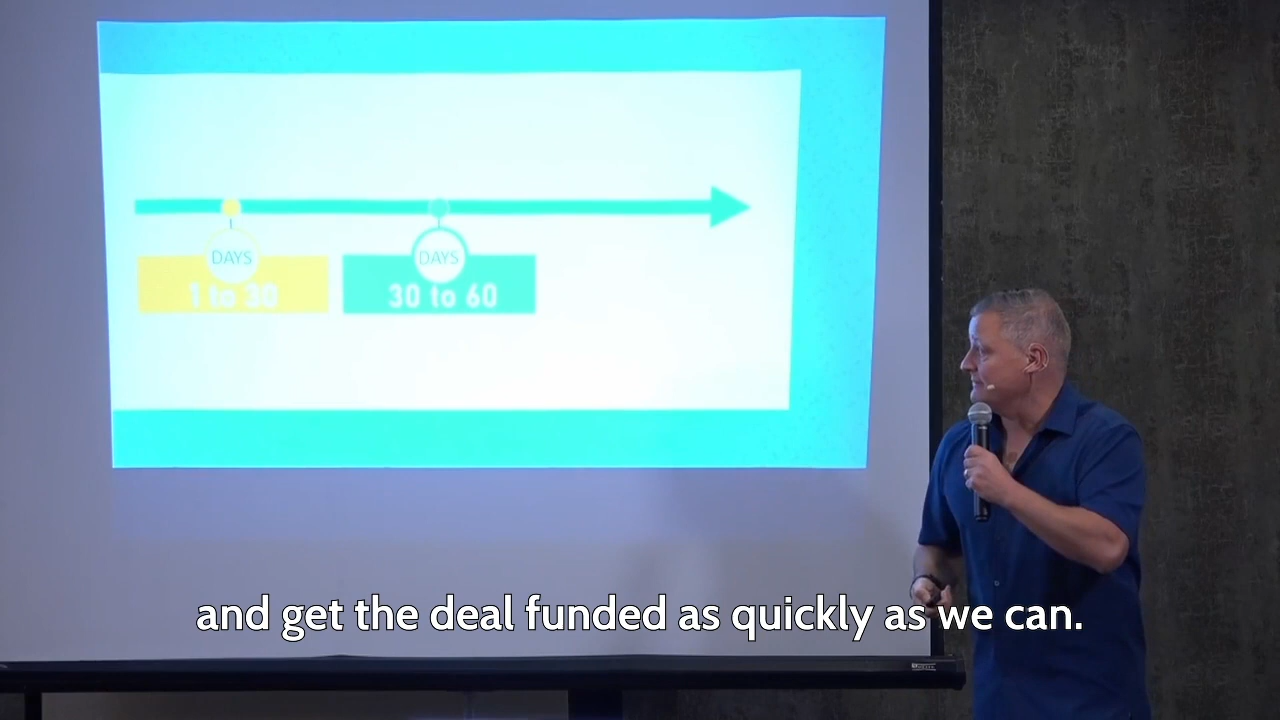 DAYS DAYS
1 to 30 30 to 60
and get the deal funded as quickly as we can.